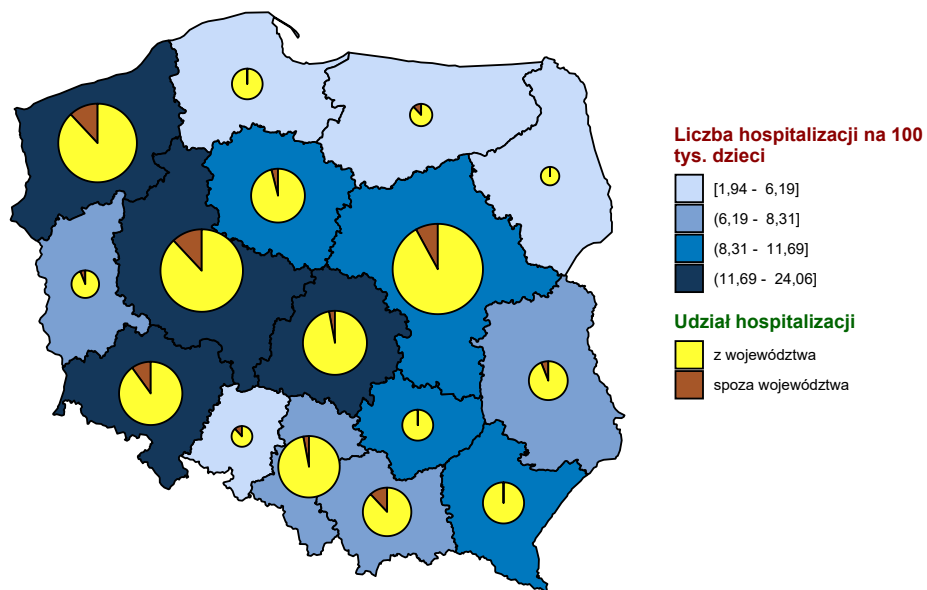 Liczba hospitalizacji na 100
tys. dzieci
[1,94 - 6,19]
(6,19 - 8,31]
(8,31 - 11,69]
(11,69 - 24,06]
Udział hospitalizacji
z województwa
spoza województwa